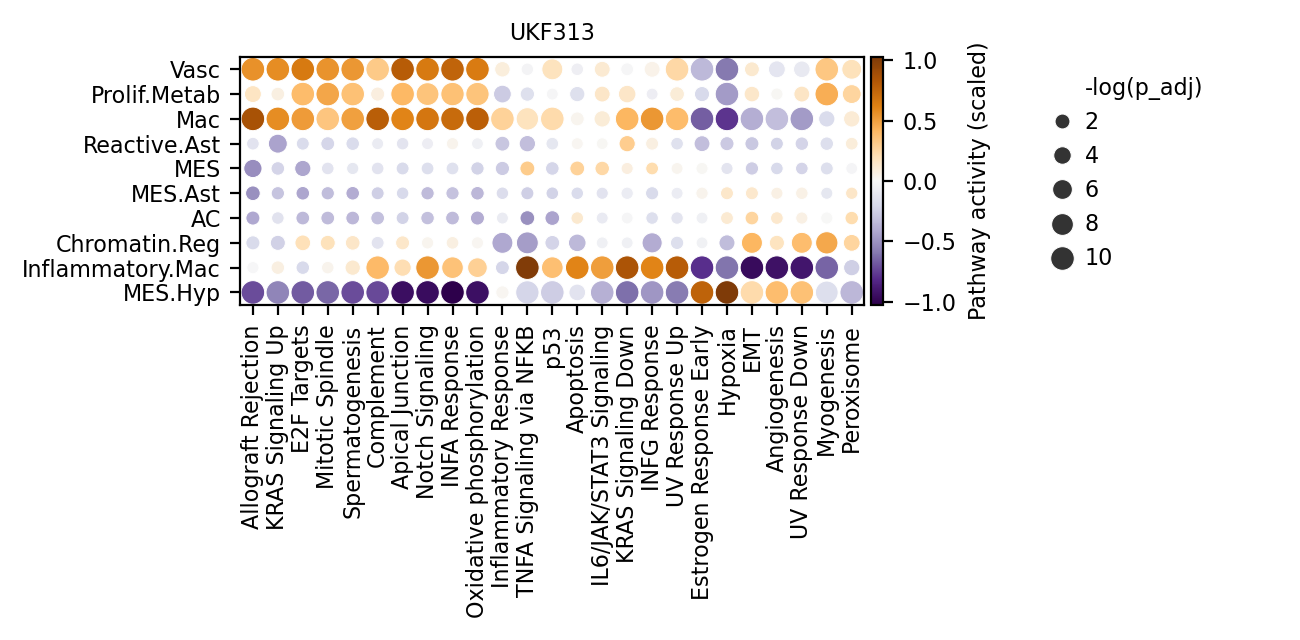 UKF313
Vasc
Prolif.Metab
Mac
Reactive.Ast
MES
MES.Ast
AC
Chromatin.Reg
Inflammatory.Mac
MES.Hyp
Allograft Rejection
KRAS Signaling Up
E2F Targets
Mitotic Spindle
Spermatogenesis
Complement
Apical Junction
Notch Signaling
INFA Response
Oxidative phosphorylation
Inflammatory Response
TNFA Signaling via NFKB
p53
Apoptosis
IL6/JAK/STAT3 Signaling
KRAS Signaling Down
INFG Response
UV Response Up
Estrogen Response Early
Hypoxia
EMT
Angiogenesis
UV Response Down
Myogenesis
Peroxisome
1.0
0.5
0.0
−0.5
−1.0
Pathway activity (scaled)
-log(p_adj)
2
4
6
8
10